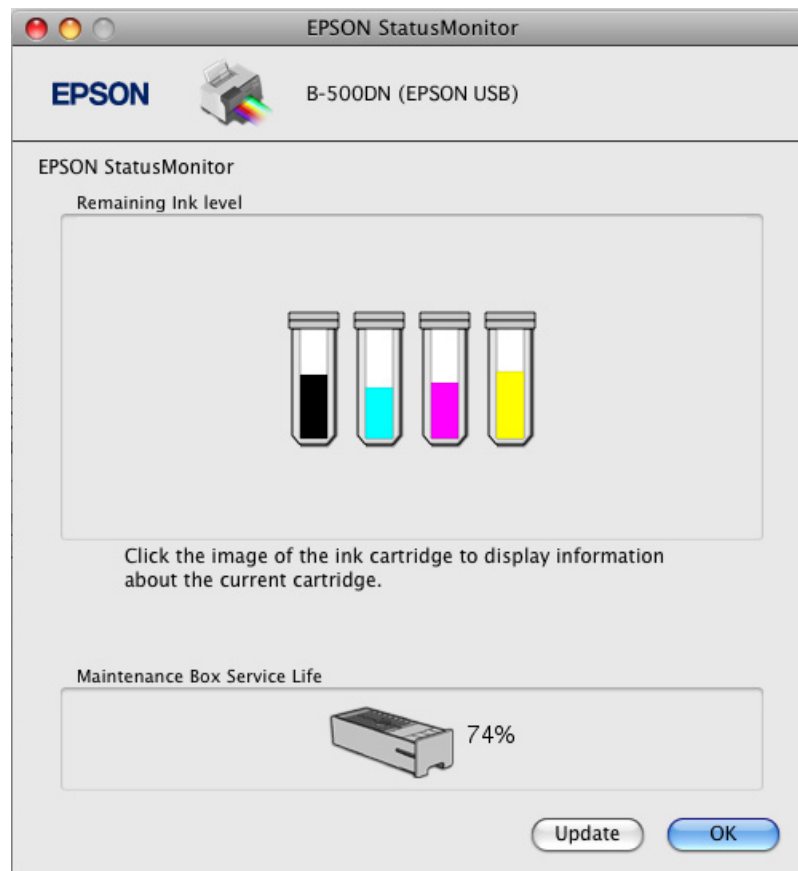 EPSON StatusMonitor
EPSON
B-500DN (EPSON USB)
EPSON StatusMonitor
Remaining Ink level
Click the image of the ink cartridge to display information
about the current cartridge.
Maintenance Box Service Life
74%
Update
OK